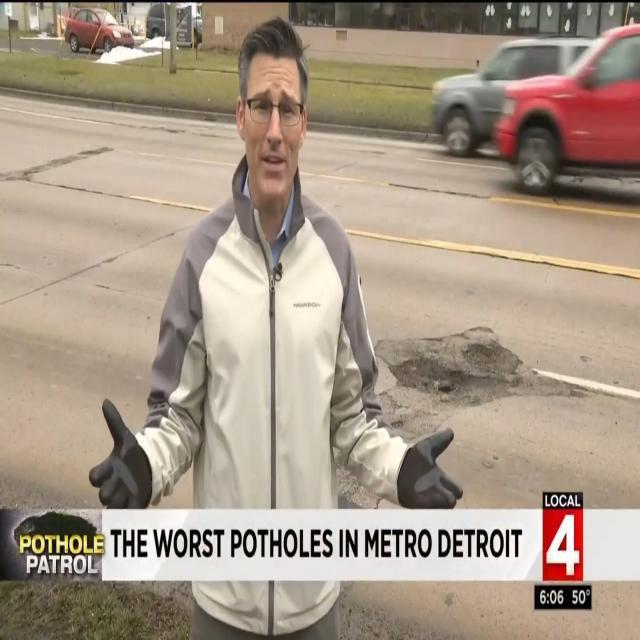 POTHOLE
PATROL
THE WORST POTHOLES IN METRO DETROIT
LOCAL
4
6:06 50°